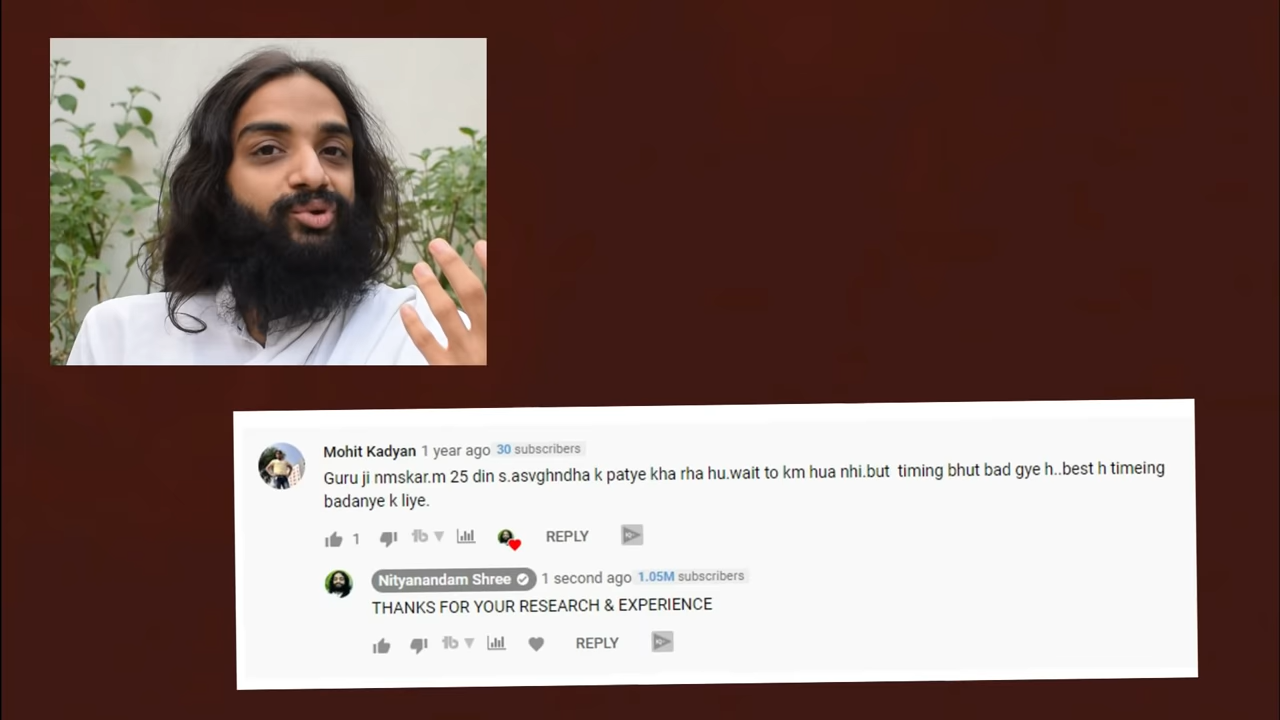 Mohit Kadyan 1 year ago 30 subscribers
Guru ji nmskar.m 25 din s.asvghndha k patye kha rha hu.wait to km hua nhi.but timing bhut bad gye h..best h timeing
badanye k liye.
1 REPLY
Nityanandam Shree 1 second ago 1.05M subscribers
THANKS FOR YOUR RESEARCH & EXPERIENCE
REPLY